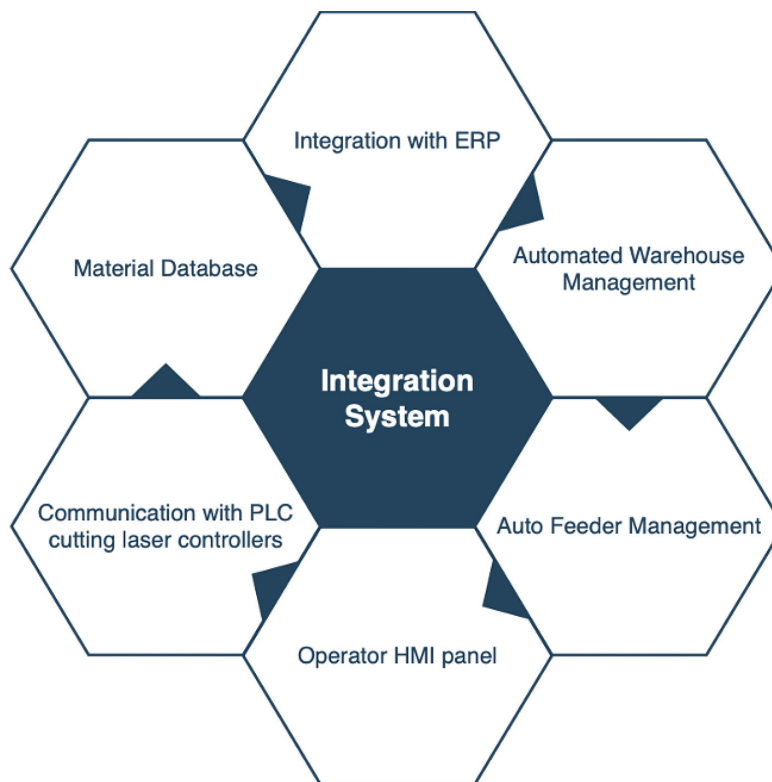 Integration with ERP
Material Database
Automated Warehouse
Management
Integration
System
Communication with PLC
cutting laser controllers
Auto Feeder Management
Operator HMI panel